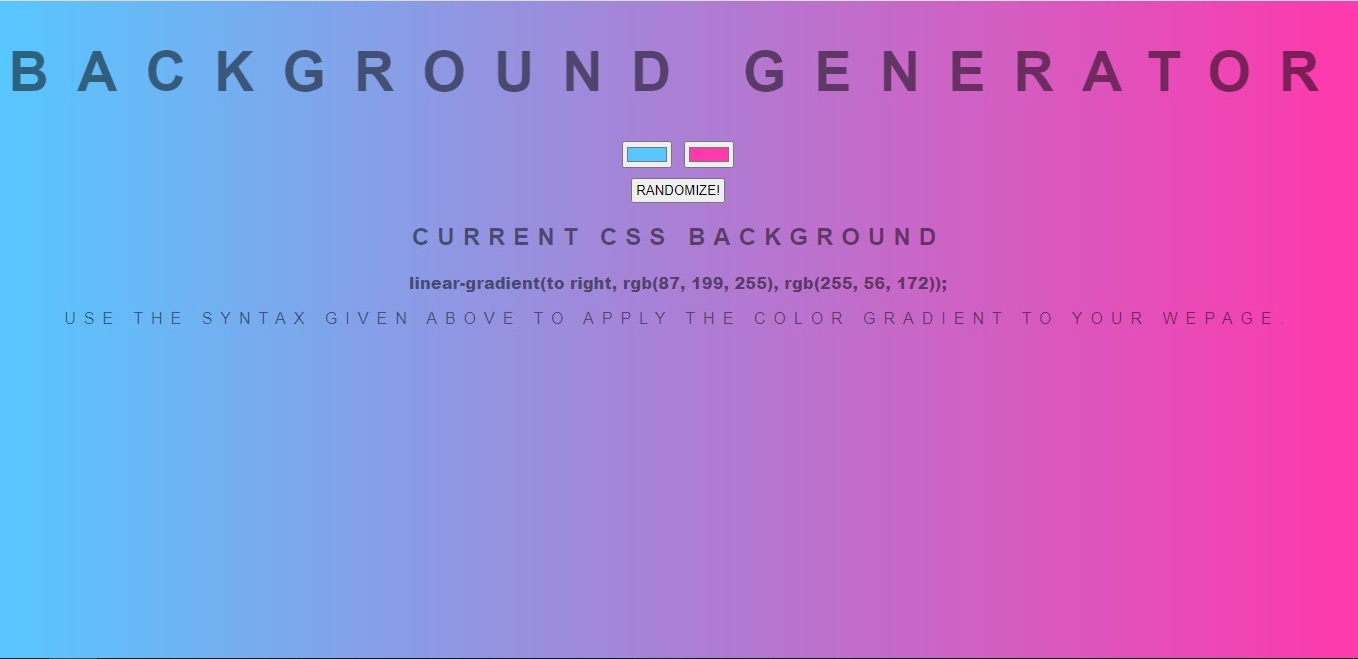 BACKGROUND GENERATOR
RANDOMIZE!
CURRENT CSS BACKGROUND
linear-gradient(to right, rgb(87, 199, 255), rgb(255, 56, 172));
USE THE SYNTAX GIVEN ABOVE TO APPLY THE COLOR GRADIENT TO YOUR WEPAGE.